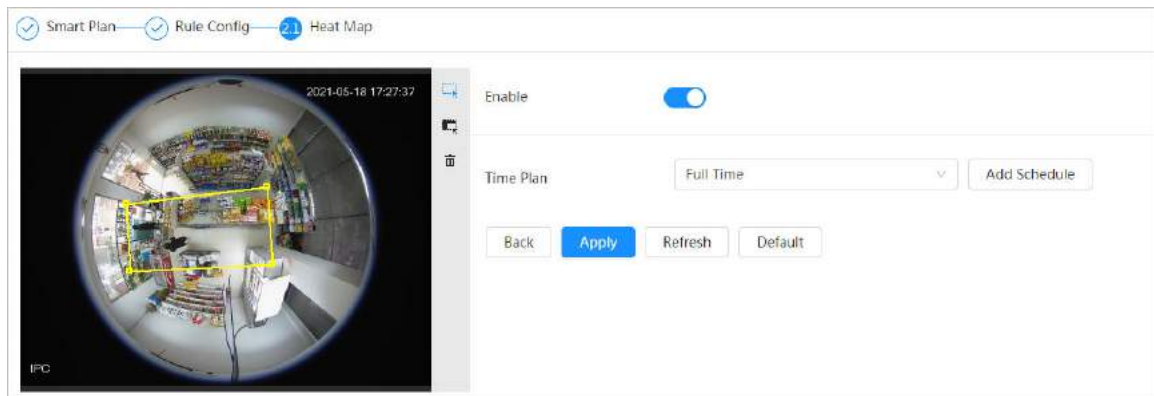 Smart Plan
Rule Config
2.1 Heat Map
2021-05-18 17:27:37
IPC
Enable
Time Plan
Full Time
Add Schedule
Back
Apply
Refresh
Default